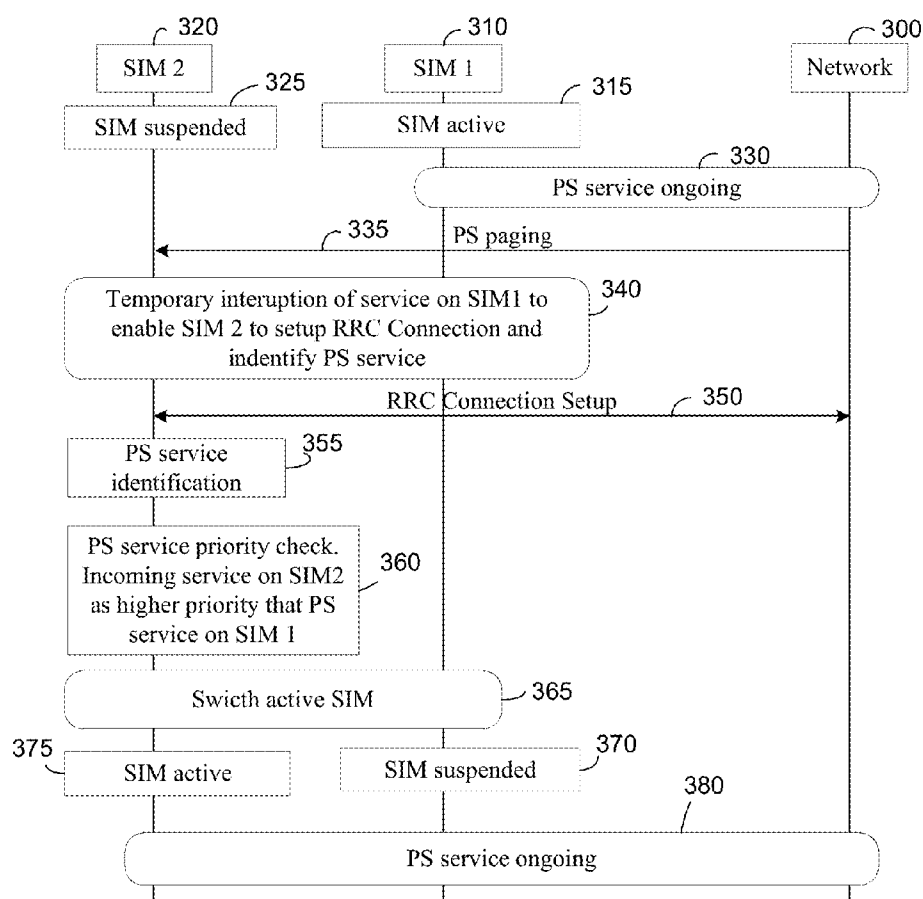 320
310
300
SIM 2
SIM 1
Network
325
315
SIM suspended
SIM active
330
PS service ongoing
335
PS paging
340
Temporary interuption of service on SIM1 to
enable SIM 2 to setup RRC Connection and
indentify PS service
RRC Connection Setup
350
355
PS service
identification
360
PS service priority check.
Incoming service on SIM2
as higher priority that PS
service on SIM 1
Swicth active SIM
365
375
370
SIM active
SIM suspended
380
PS service ongoing